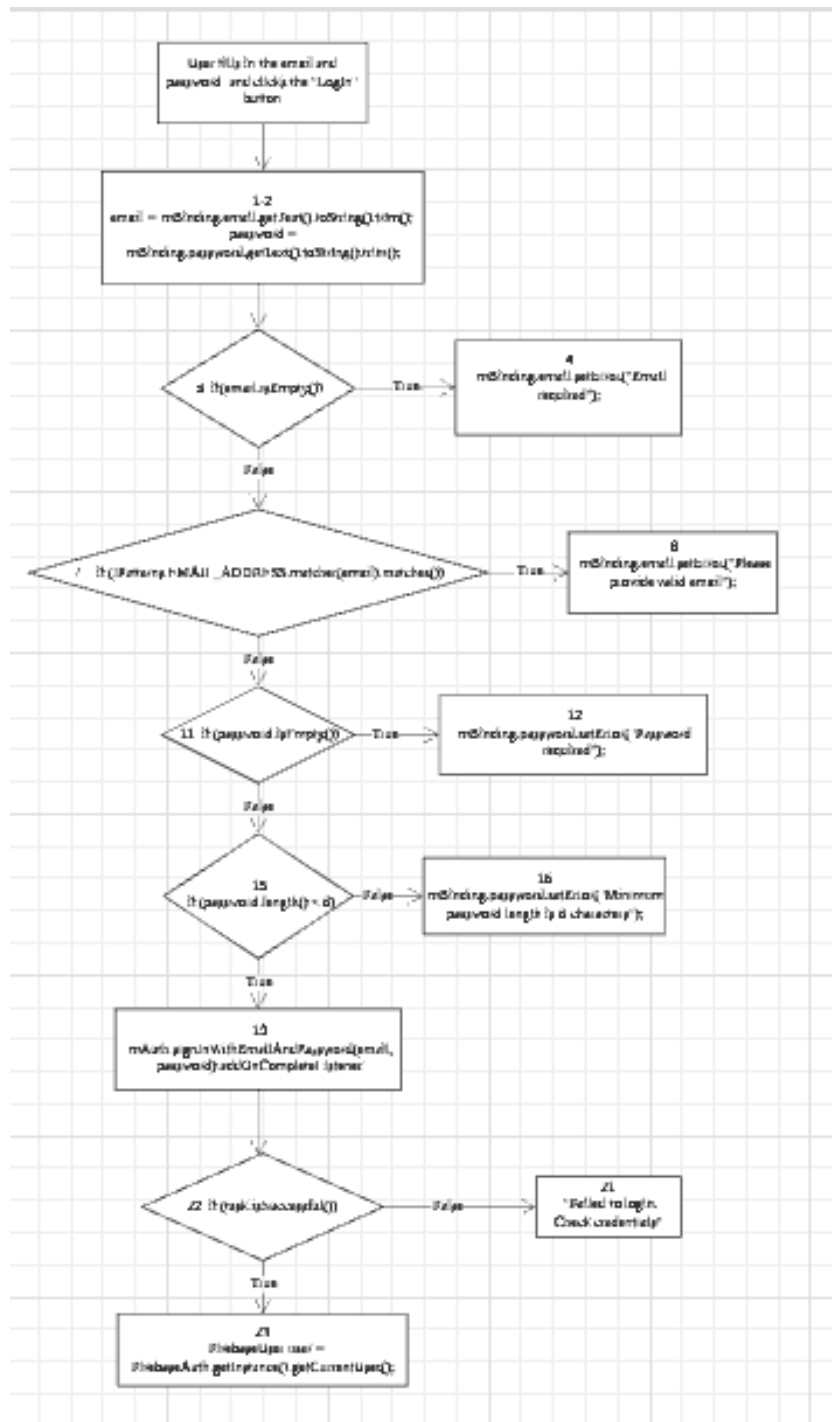 User fills in the email and
password and clicks the "Login"
button
1-2
email = mBinding.email.getText().toString().trim();
password =
mBinding.password.getText().toString().trim();
if(email.isEmpty())
True
4
mBinding.email.setError("Email
required");
False
if(!Patterns.EMAIL_ADDRESS.matcher(email).matches())
True
8
mBinding.email.setError("Please
provide valid email");
False
11 if(password.isEmpty())
True
12
mBinding.password.setError("Password
required");
False
15
if(password.length()
False
16
mBinding.password.setError("Minimum
password length is 6 characters");
True
mAuth.signInWithEmailAndPassword(email,
password).addOnCompleteListener
22 if(task.isSuccessful())
False
"Failed to login.
Check credentials"
True
FirebaseUser user =
FirebaseAuth.getInstance().getCurrentUser();